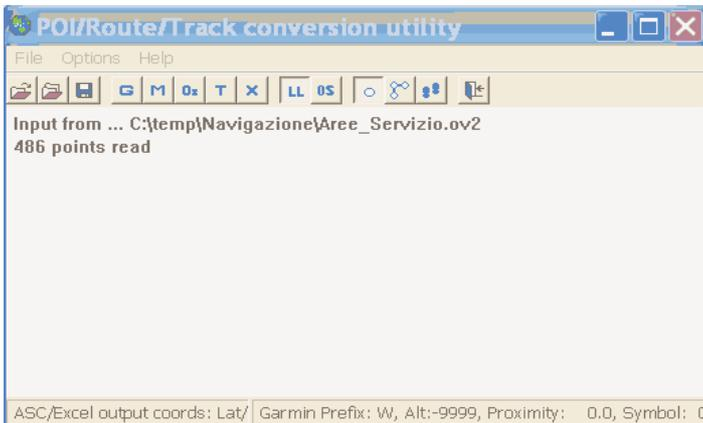 POI/Route/Track conversion utility
File Options Help
G M Ox T X LL OS
Input from ... C:\temp\Navigazione\Aree_Servizio.ov2
486 points read
ASC/Excel output coords: Lat/ Garmin Prefix: W, Alt:-9999, Proximity: 0.0, Symbol: